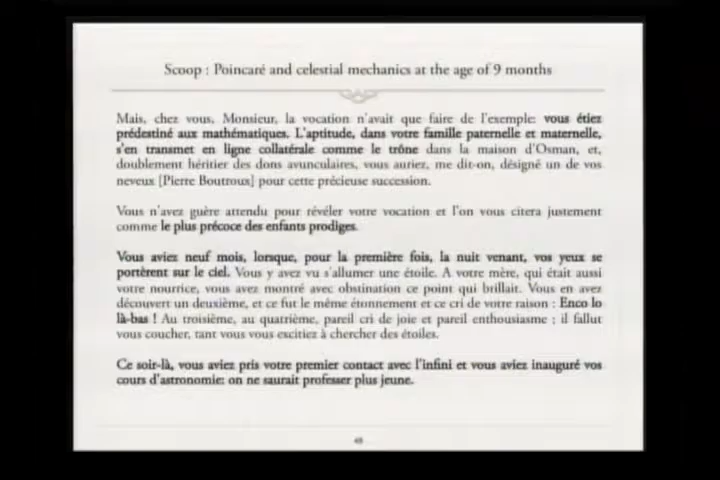 Scoop : Poincaré and celestial mechanics at the age of 9 months
Mais, chez vous, Monsieur, la vocation n'avait que faire de l'exemple: vous étiez
prédestiné aux mathématiques. L'aptitude, dans votre famille paternelle et maternelle,
s'en transmet en ligne collatérale comme le trône dans la maison d'Osman, et,
doublement héritier des dons avunculaires, vous auriez, me dit-on, désigné un de vos
neveux [Pierre Boutroux] pour cette précieuse succession.
Vous n'avez guère attendu pour révéler votre vocation et l'on vous citera justement
comme le plus précoce des enfants prodiges.
Vous aviez neuf mois, lorsque, pour la première fois, la nuit venant, vos yeux se
portèrent sur le ciel. Vous y avez vu s'allumer une étoile. A votre mère, qui était aussi
votre nourrice, vous avez montré avec obstination ce point qui brillait. Vous en avez
découvert un deuxième, et ce fut le même étonnement et ce cri de votre raison : Enco lo
là-bas ! Au troisième, au quatrième, pareil cri de joie et pareil enthousiasme ; il fallut
vous coucher, tant vous vous excitiez à chercher des étoiles.
Ce soir-là, vous aviez pris votre premier contact avec l'infini et vous aviez inauguré vos
cours d'astronomie: on ne saurait professer plus jeune.